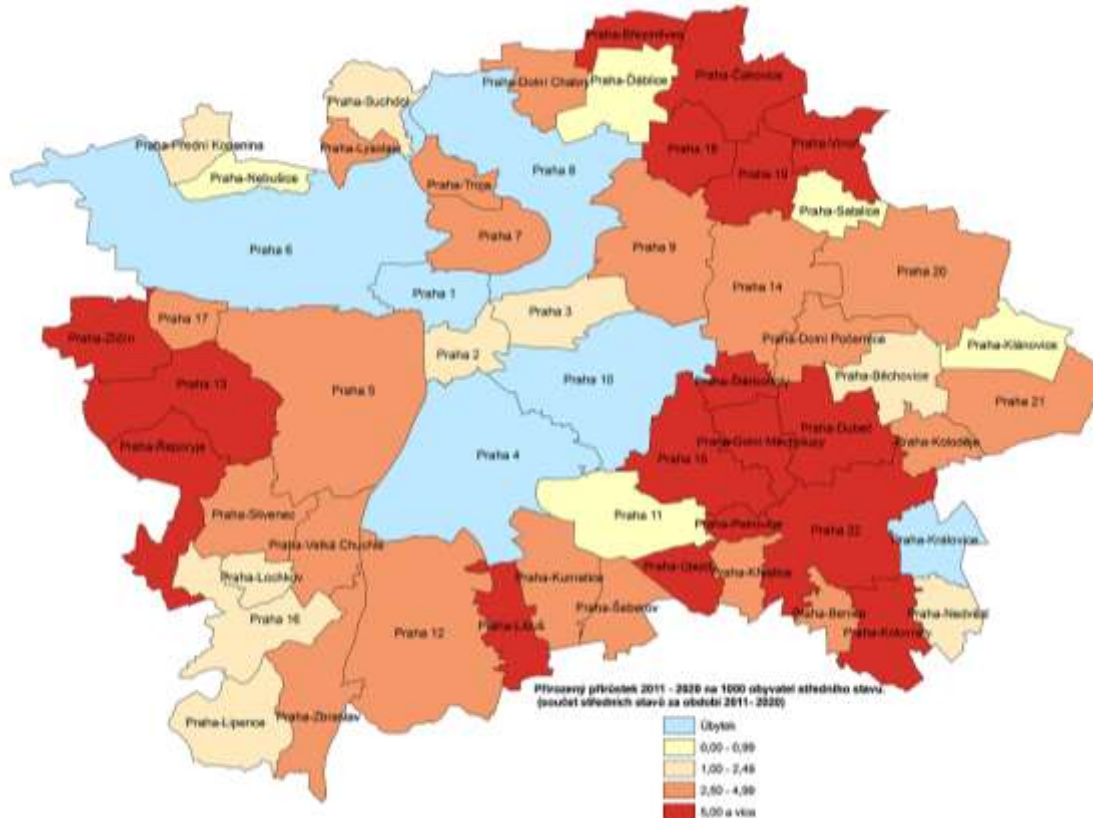 Praha-Březiněves
Praha-Ďáblice
Praha-Dolní Chabry
Praha-Čakovice
Praha-Suchdol
Praha-Přední Kopanina
Praha-Lysolaje
Praha-Nebušice
Praha 8
Praha 18
Praha 19
Praha-Vinoř
Praha-Troja
Praha-Satalice
Praha 7
Praha 6
Praha 9
Praha 20
Praha 1
Praha 14
Praha 3
Praha 17
Praha-Dolní Počernice
Praha-Zličín
Praha 2
Praha-Klánovice
Praha 13
Praha 5
Praha 10
Praha-Běchovice
Praha-Štěrboholy
Praha 21
Praha-Dubeč
Praha-Řeporyje
Praha-Dolní Měcholupy
Praha-Koloděje
Praha 4
Praha 15
Praha-Slivenec
Praha 11
Praha-Petrovice
Praha 22
Praha-Královice
Praha-Velká Chuchle
Praha-Lochkov
Praha-Kunratice
Praha-Újezd
Praha-Křeslice
Praha-Šeberov
Praha-Benice
Praha-Nedvězí
Praha 16
Praha 12
Praha-Libuš
Praha-Kolovraty
Praha-Lipence
Praha-Zbraslav
Přirozený přírůstek 2011 - 2020 na 1000 obyvatel středního stavu
(součet středních stavů za období 2011- 2020)
Úbytek
0,00 - 0,99
1,00 - 2,49
2,50 - 4,99
5,00 a více